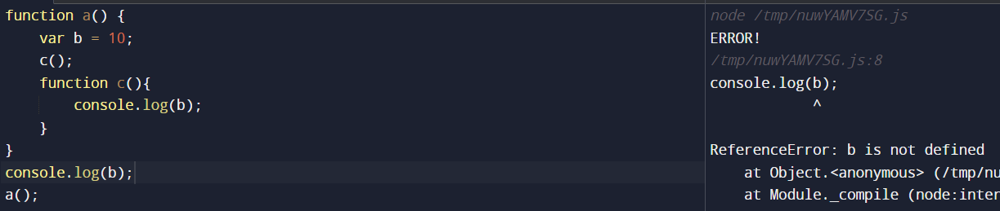 function a() {
    var b = 10;
    c();
    function c(){
        console.log(b);
    }
}
console.log(b);
a();
node /tmp/nuwYAMV7SG.js
ERROR!
/tmp/nuwYAMV7SG.js:8
console.log(b);
            ^
ReferenceError: b is not defined
    at Object.<anonymous> (/tmp/nu
    at Module._compile (node:inter